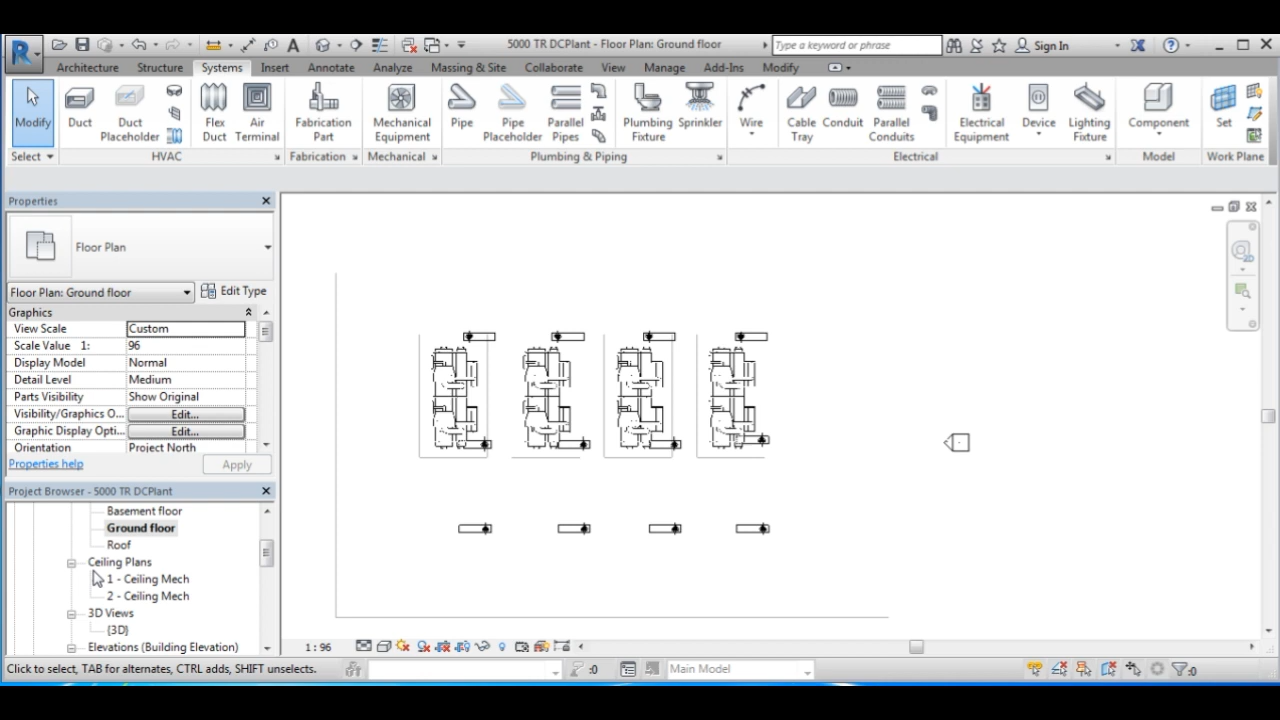 5000 TR DCPlant - Floor Plan: Ground floor
Type a keyword or phrase
Sign In
Architecture Structure Systems Insert Annotate Analyze Massing & Site Collaborate View Manage Add-Ins Modify
Modify
Duct
Duct Placeholder
Flex Duct
Air Terminal
Fabrication Part
Mechanical Equipment
Pipe
Pipe Placeholder
Parallel Pipes
Plumbing Fixture
Sprinkler
Wire
Cable Tray
Conduit
Parallel Conduits
Electrical Equipment
Device
Lighting Fixture
Component
Set
Select HVAC Fabrication Mechanical Plumbing & Piping Electrical Model Work Plane
Properties
Floor Plan
Floor Plan: Ground floor Edit Type
Graphics
View Scale Custom
Scale Value 1: 96
Display Model Normal
Detail Level Medium
Parts Visibility Show Original
Visibility/Graphics O... Edit...
Graphic Display Opti... Edit...
Orientation Project North
Properties help Apply
Project Browser - 5000 TR DCPlant
Basement floor
Ground floor
Roof
Ceiling Plans
1 - Ceiling Mech
2 - Ceiling Mech
3D Views
{3D}
Elevations (Building Elevation)
1 : 96
Click to select, TAB for alternates, CTRL adds, SHIFT unselects.
:0
Main Model
:0